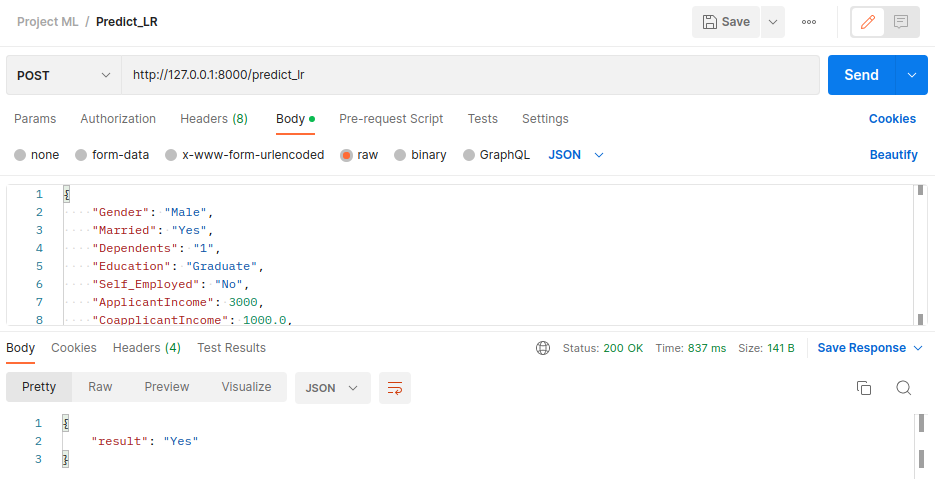 Project ML / Predict_LR Save
POST http://127.0.0.1:8000/predict_lr Send
Params Authorization Headers (8) Body Pre-request Script Tests Settings Cookies
none form-data x-www-form-urlencoded raw binary GraphQL JSON Beautify
1 {
2 "Gender": "Male",
3 "Married": "Yes",
4 "Dependents": "1",
5 "Education": "Graduate",
6 "Self_Employed": "No",
7 "ApplicantIncome": 3000,
8 "CoapplicantIncome": 1000.0,
Body Cookies Headers (4) Test Results Status: 200 OK Time: 837 ms Size: 141 B Save Response
Pretty Raw Preview Visualize JSON
1 {
2 "result": "Yes"
3 }